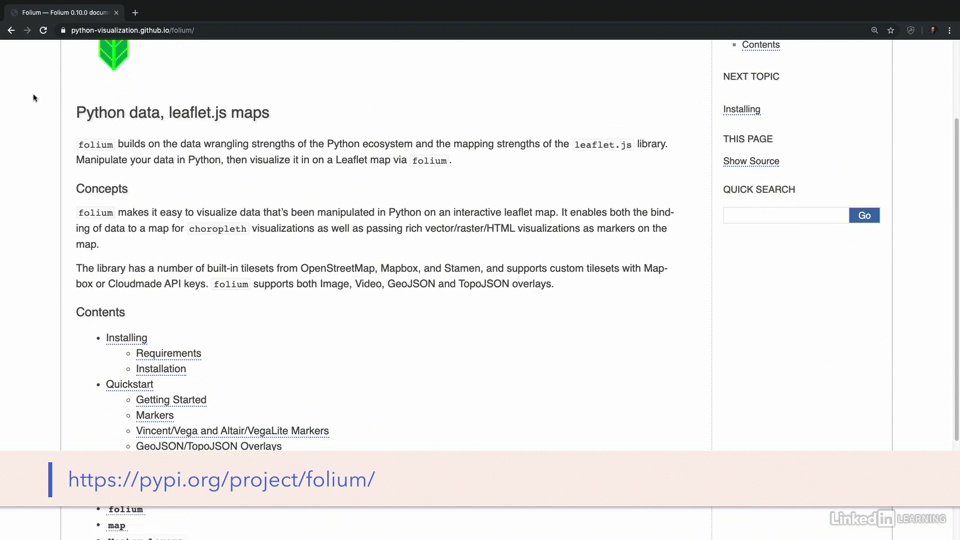 Folium — Folium 0.10.0 docum
python-visualization.github.io/folium/
Contents
NEXT TOPIC
Python data, leaflet.js maps
Installing
folium builds on the data wrangling strengths of the Python ecosystem and the mapping strengths of the leaflet.js library.
Manipulate your data in Python, then visualize it in on a Leaflet map via folium.
THIS PAGE
Show Source
Concepts
QUICK SEARCH
Go
folium makes it easy to visualize data that's been manipulated in Python on an interactive leaflet map. It enables both the bind-
ing of data to a map for choropleth visualizations as well as passing rich vector/raster/HTML visualizations as markers on the
map.
The library has a number of built-in tilesets from OpenStreetMap, Mapbox, and Stamen, and supports custom tilesets with Map-
box or Cloudmade API keys. folium supports both Image, Video, GeoJSON and TopoJSON overlays.
Contents
Installing
Requirements
Installation
Quickstart
Getting Started
Markers
Vincent/Vega and Altair/VegaLite Markers
GeoJSON/TopoJSON Overlays
https://pypi.org/project/folium/
folium
map
LinkedIn LEARNING